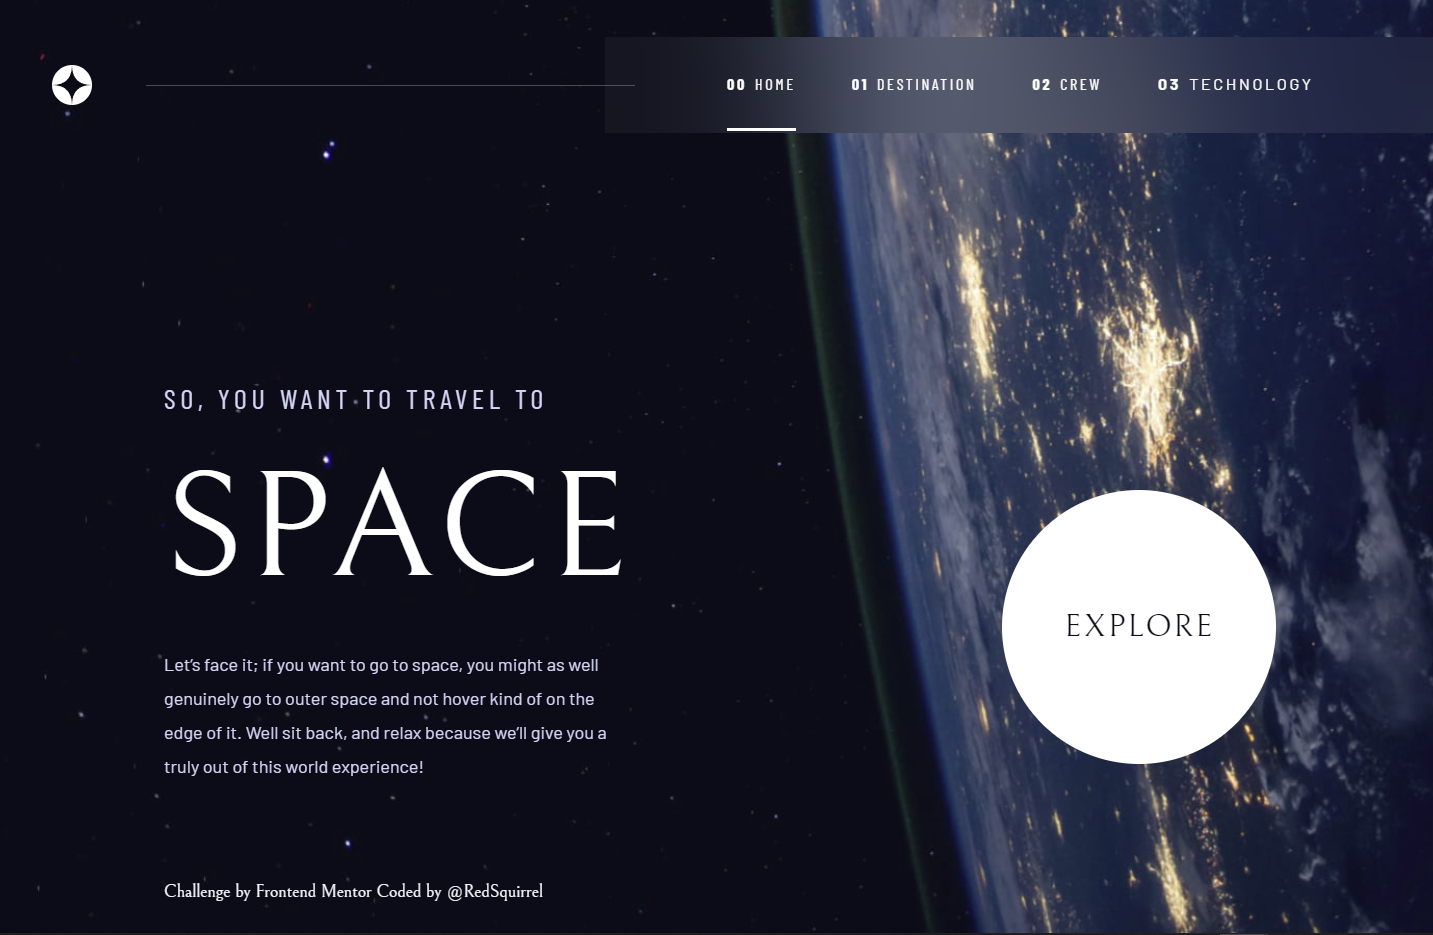 00 HOME 01 DESTINATION 02 CREW 03 TECHNOLOGY
SO, YOU WANT TO TRAVEL TO
SPACE
EXPLORE
Let’s face it; if you want to go to space, you might as well
genuinely go to outer space and not hover kind of on the
edge of it. Well sit back, and relax because we’ll give you a
truly out of this world experience!
Challenge by Frontend Mentor Coded by @RedSquirrel